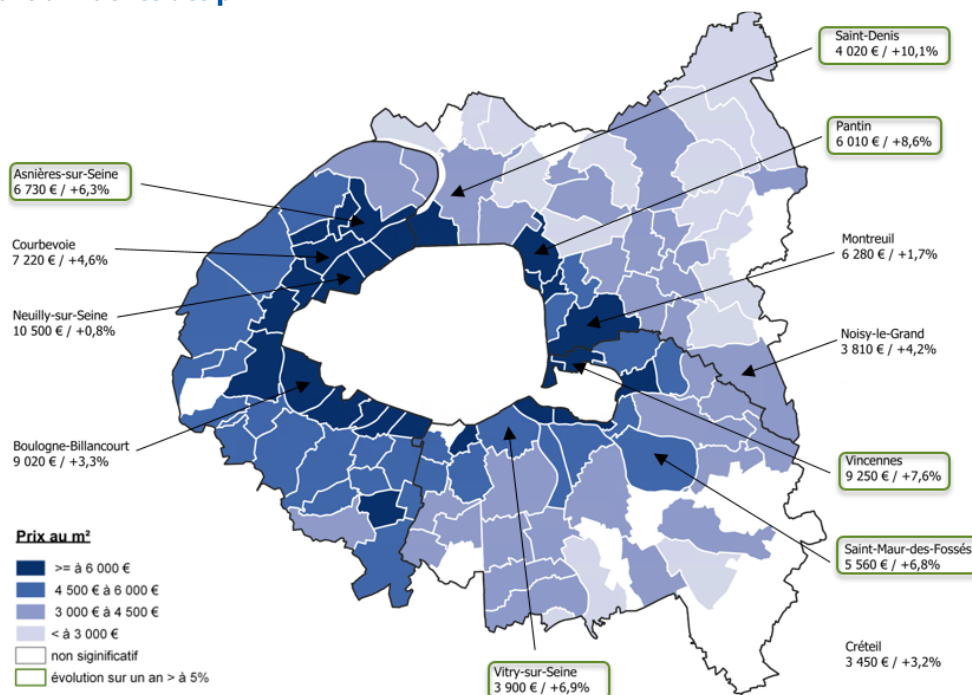 Saint-Denis
4 020 € / +10,1%
Pantin
6 010 € / +8,6%
Asnières-sur-Seine
6 730 € / +6,3%
Courbevoie
7 220 € / +4,6%
Montreuil
6 280 € / +1,7%
Neuilly-sur-Seine
10 500 € / +0,8%
Noisy-le-Grand
3 810 € / +4,2%
Boulogne-Billancourt
9 020 € / +3,3%
Vincennes
9 250 € / +7,6%
Saint-Maur-des-Fossés
5 560 € / +6,8%
Créteil
3 450 € / +3,2%
Vitry-sur-Seine
3 900 € / +6,9%
Prix au m²
>= à 6 000 €
4 500 € à 6 000 €
3 000 € à 4 500 €
< à 3 000 €
non siginificatif
évolution sur un an > à 5%